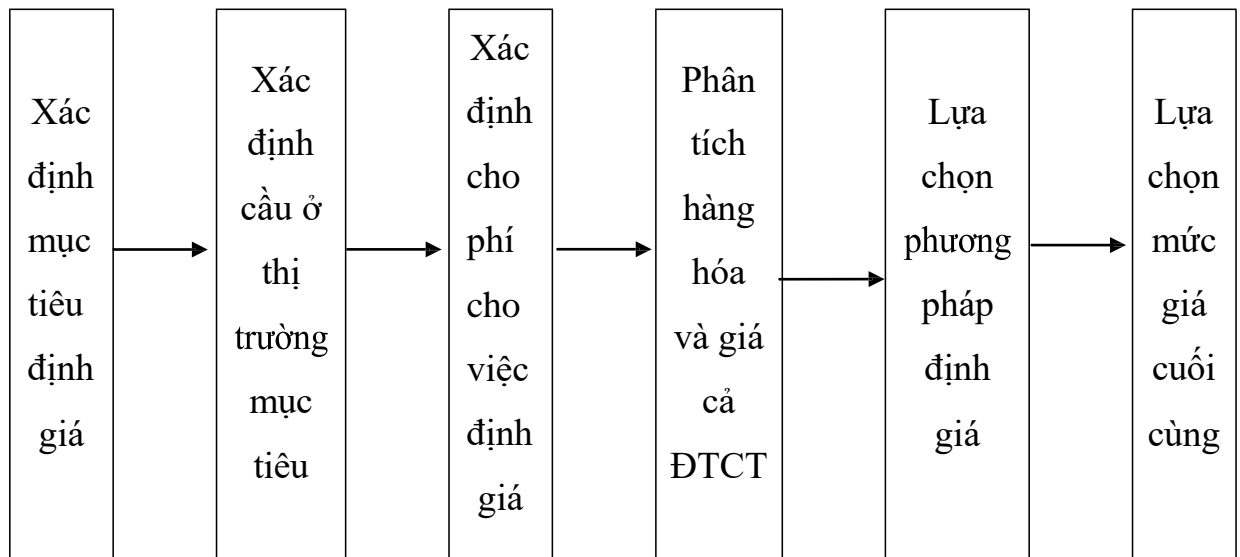 Xác
định
mục
tiêu
định
giá
Xác
định
cầu ở
thị
trường
mục
tiêu
Xác
định
cho
phí
cho
việc
định
giá
Phân
tích
hàng
hóa
và giá
cả
ĐTCT
Lựa
chọn
phương
pháp
định
giá
Lựa
chọn
mức
giá
cuối
cùng